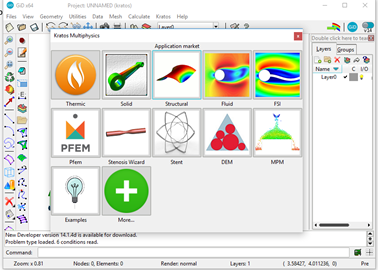 GiD x64 Project: UNNAMED (kratos)
Files View Geometry Utilities Data Mesh Calculate Kratos Help
Layer0
Kratos Multiphysics
Application market
Double click here to tea
Layers Groups
Name C I/O
Layer0
Thermic Solid Structural Fluid FSI
PFEM
Pfem Stenosis Wizard Stent DEM MPM
Examples More...
New Developer version 14.1.4d is available for download.
Problem type loaded. 6 conditions read.
Command:
Zoom: x 0.81 Nodes: 0, Elements: 0 Render: normal Layers: 1 ( 3.58427, 4.011236, 0) Pre